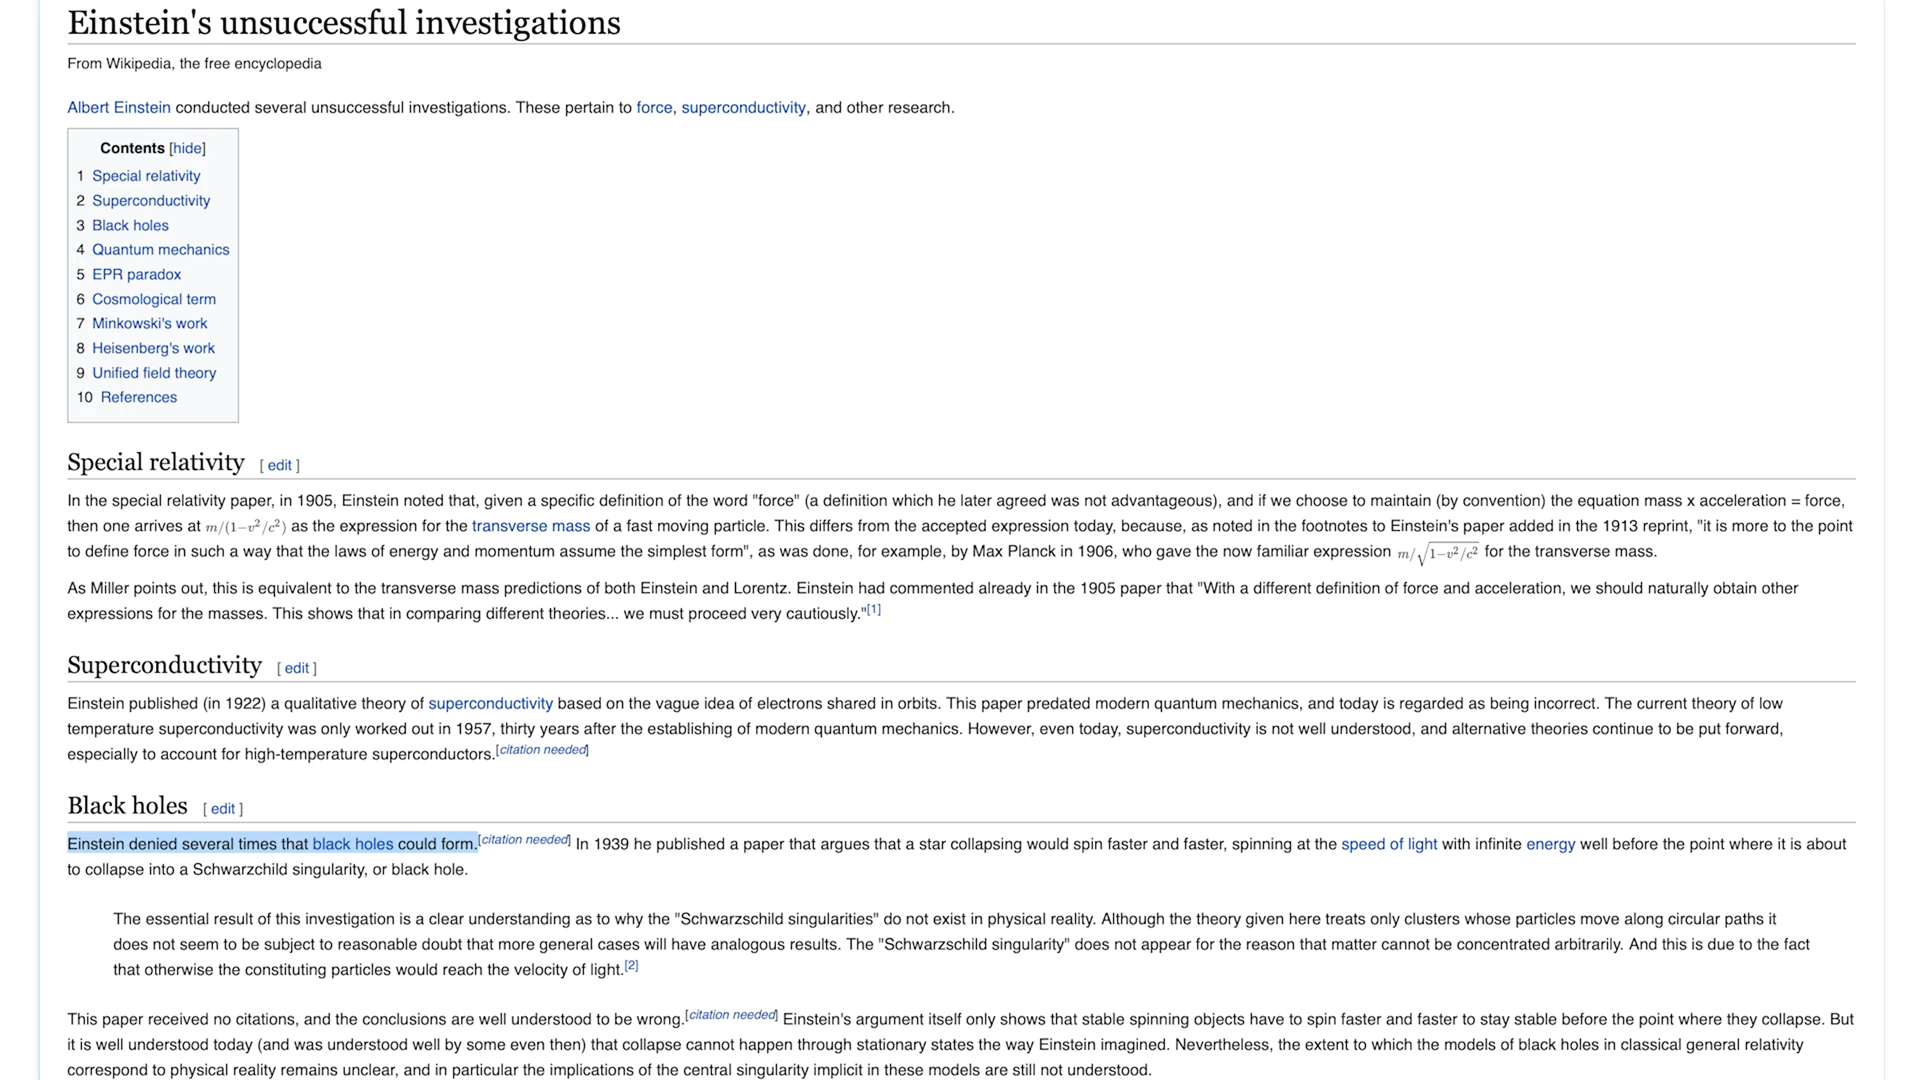 Einstein's unsuccessful investigations
From Wikipedia, the free encyclopedia
Albert Einstein conducted several unsuccessful investigations. These pertain to force, superconductivity, and other research.
Contents [hide]
1 Special relativity
2 Superconductivity
3 Black holes
4 Quantum mechanics
5 EPR paradox
6 Cosmological term
7 Minkowski's work
8 Heisenberg's work
9 Unified field theory
10 References
Special relativity [ edit ]
In the special relativity paper, in 1905, Einstein noted that, given a specific definition of the word "force" (a definition which he later agreed was not advantageous), and if we choose to maintain (by convention) the equation mass x acceleration = force,
then one arrives at m/(1−v²/c²) as the expression for the transverse mass of a fast moving particle. This differs from the accepted expression today, because, as noted in the footnotes to Einstein's paper added in the 1913 reprint, "it is more to the point
to define force in such a way that the laws of energy and momentum assume the simplest form", as was done, for example, by Max Planck in 1906, who gave the now familiar expression m/√1−v²/c² for the transverse mass.
As Miller points out, this is equivalent to the transverse mass predictions of both Einstein and Lorentz. Einstein had commented already in the 1905 paper that "With a different definition of force and acceleration, we should naturally obtain other
expressions for the masses. This shows that in comparing different theories... we must proceed very cautiously."[1]
Superconductivity [ edit ]
Einstein published (in 1922) a qualitative theory of superconductivity based on the vague idea of electrons shared in orbits. This paper predated modern quantum mechanics, and today is regarded as being incorrect. The current theory of low
temperature superconductivity was only worked out in 1957, thirty years after the establishing of modern quantum mechanics. However, even today, superconductivity is not well understood, and alternative theories continue to be put forward,
especially to account for high-temperature superconductors.[citation needed]
Black holes [ edit ]
Einstein denied several times that black holes could form.[citation needed] In 1939 he published a paper that argues that a star collapsing would spin faster and faster, spinning at the speed of light with infinite energy well before the point where it is about
to collapse into a Schwarzchild singularity, or black hole.
The essential result of this investigation is a clear understanding as to why the "Schwarzschild singularities" do not exist in physical reality. Although the theory given here treats only clusters whose particles move along circular paths it
does not seem to be subject to reasonable doubt that more general cases will have analogous results. The "Schwarzschild singularity" does not appear for the reason that matter cannot be concentrated arbitrarily. And this is due to the fact
that otherwise the constituting particles would reach the velocity of light.[2]
This paper received no citations, and the conclusions are well understood to be wrong.[citation needed] Einstein's argument itself only shows that stable spinning objects have to spin faster and faster to stay stable before the point where they collapse. But
it is well understood today (and was understood well by some even then) that collapse cannot happen through stationary states the way Einstein imagined. Nevertheless, the extent to which the models of black holes in classical general relativity
correspond to physical reality remains unclear, and in particular the implications of the central singularity implicit in these models are still not understood.